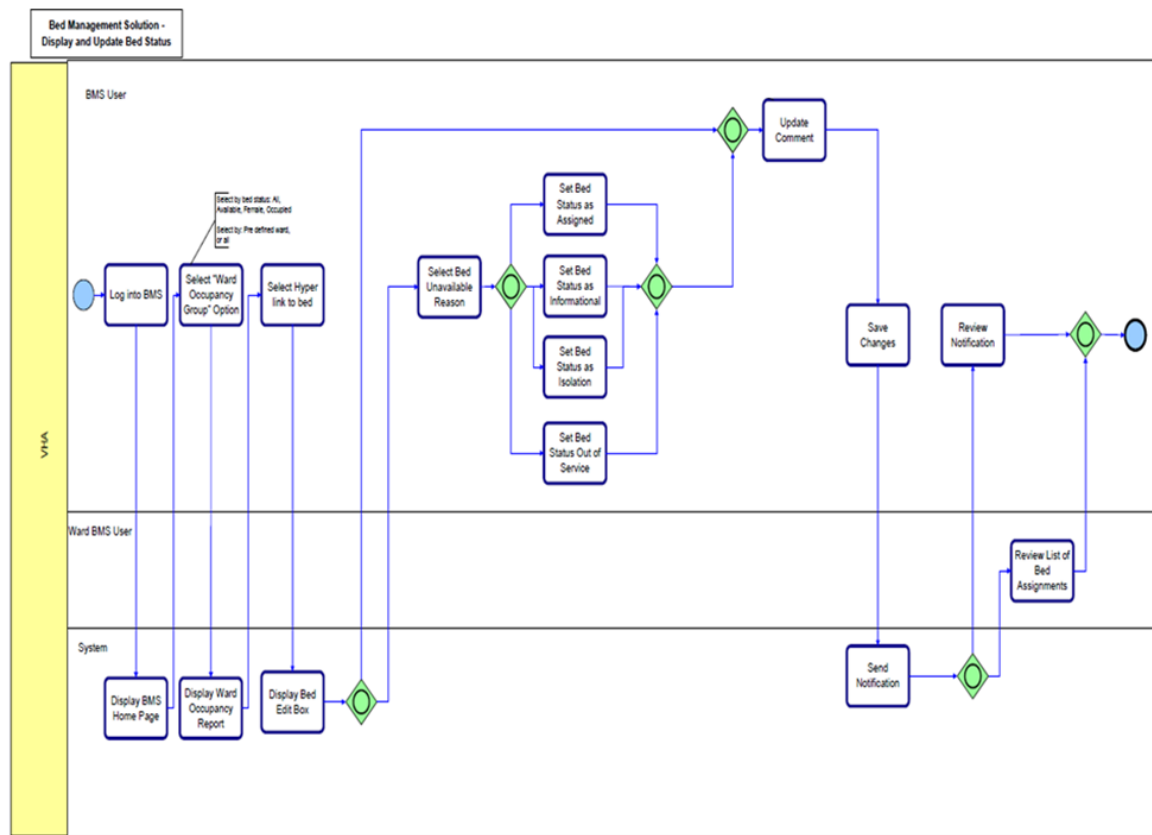 Bed Management Solution -
Display and Update Bed Status
VHA
BMS User
Select by bed status: All,
Available, Female, Occupied
Select by: Pre defined ward,
or all
Log into BMS
Select "Ward
Occupancy
Group" Option
Select Hyper
link to bed
Select Bed
Unavailable
Reason
Set Bed
Status as
Assigned
Set Bed
Status as
Informational
Set Bed
Status as
Isolation
Set Bed
Status Out of
Service
Update
Comment
Save
Changes
Review
Notification
Ward BMS User
Review List of
Bed
Assignments
System
Display BMS
Home Page
Display Ward
Occupancy
Report
Display Bed
Edit Box
Send
Notification